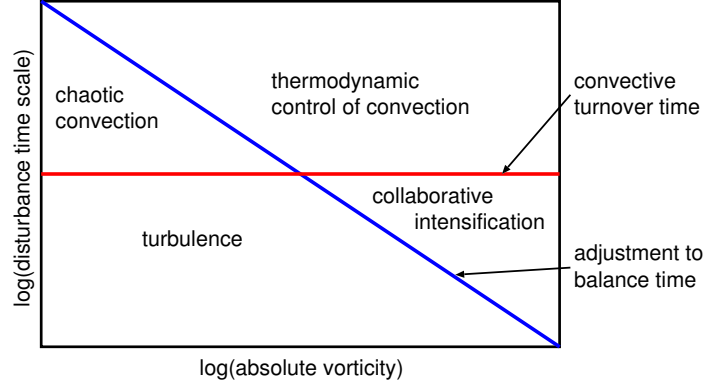 log(disturbance time scale)
chaotic
convection
thermodynamic
control of convection
convective
turnover time
collaborative
intensification
turbulence
adjustment to
balance time
log(absolute vorticity)